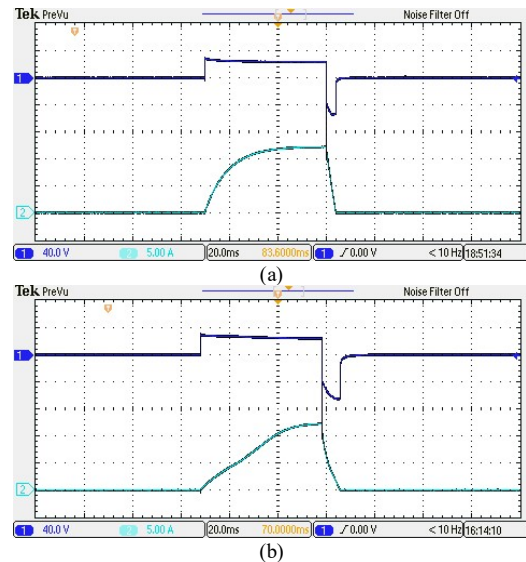 Tek PreVu Noise Filter Off
1
2
1 40.0 V 2 5.00 A 20.0ms 83.6000ms 1 ∫ 0.00 V < 10 Hz 18:51:34
(a)
Tek PreVu Noise Filter Off
1
2
1 40.0 V 2 5.00 A 20.0ms 70.0000ms 1 ∫ 0.00 V < 10 Hz 16:14:10
(b)